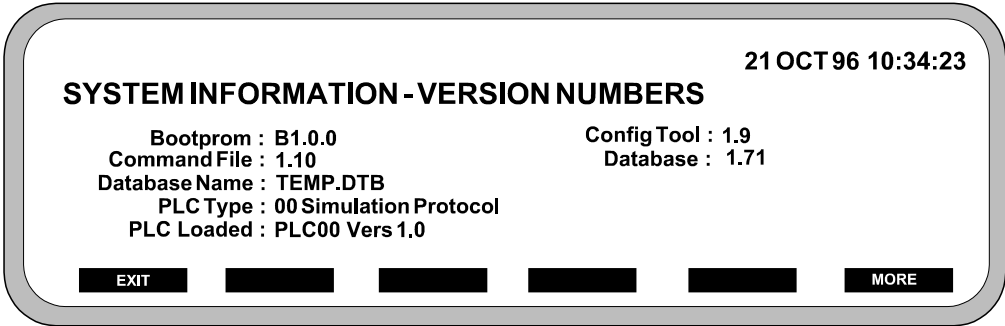 21 OCT 96 10:34:23
SYSTEM INFORMATION - VERSION NUMBERS
Bootprom : B1.0.0
Config Tool : 1.9
Command File : 1.10
Database : 1.71
Database Name : TEMP.DTB
PLC Type : 00 Simulation Protocol
PLC Loaded : PLC00 Vers 1.0
EXIT
MORE